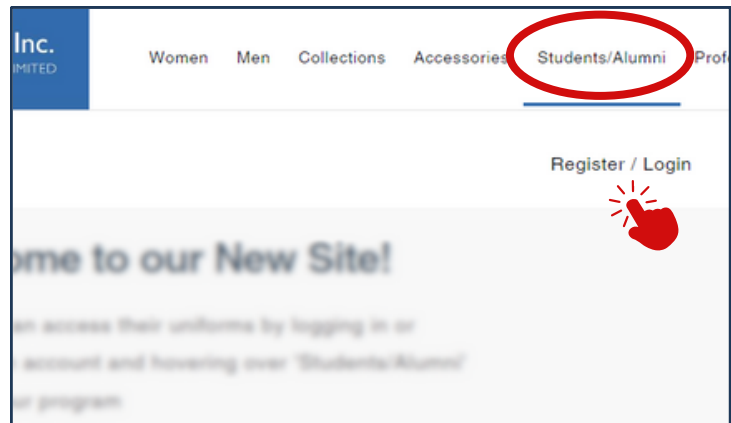 Inc.
IMITED
Women Men Collections Accessories Students/Alumni Prof
Register / Login
ome to our New Site!
an access their uniforms by logging in or
account and hovering over 'Students/Alumni'
ur program